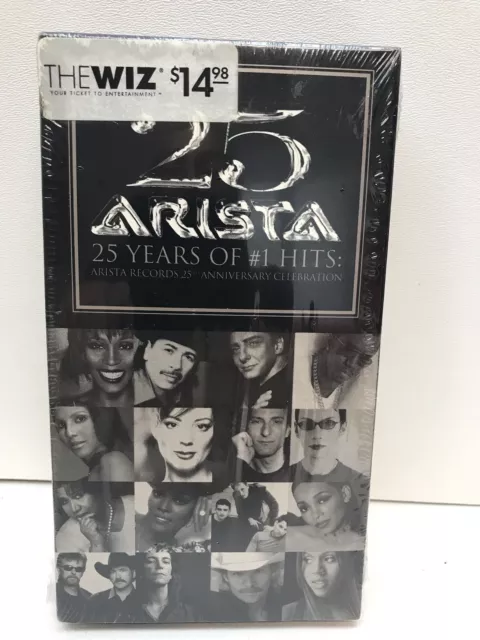 THE WIZ® $14.98
YOUR TICKET TO ENTERTAINMENT™
25
ARISTA
25 YEARS OF #1 HITS:
ARISTA RECORDS 25TH ANNIVERSARY CELEBRATION